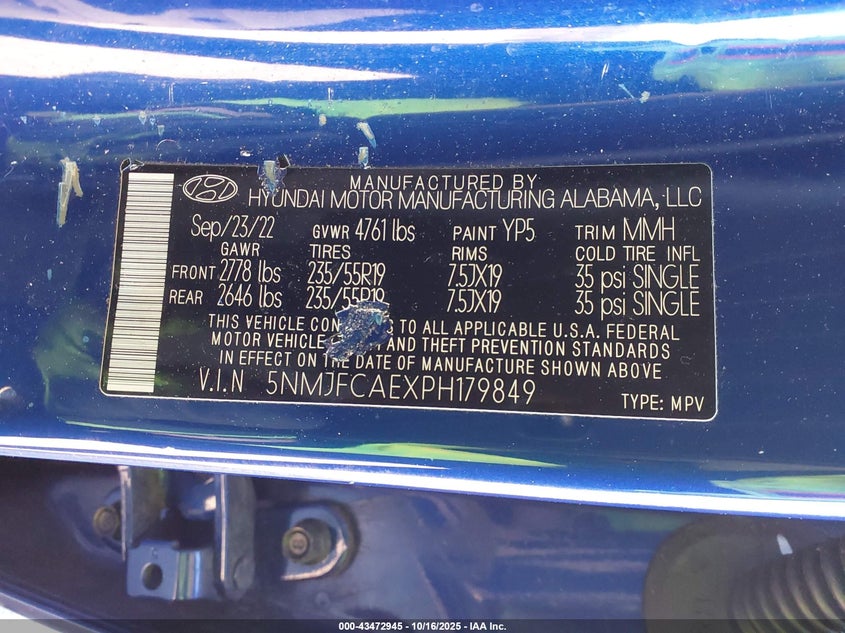 MANUFACTURED BY
HYUNDAI MOTOR MANUFACTURING ALABAMA, LLC
Sep/23/22 GVWR 4761 lbs PAINT YP5 TRIM MMH
GAWR TIRES RIMS COLD TIRE INFL
FRONT 2778 lbs 235/55R19 7.5JX19 35 psi SINGLE
REAR 2646 lbs 235/55R19 7.5JX19 35 psi SINGLE
THIS VEHICLE TO ALL APPLICABLE U.S.A. FEDERAL
MOTOR VEHICLE AND THEFT PREVENTION STANDARDS
IN EFFECT ON THE DATE OF MANUFACTURE SHOWN ABOVE
V.I.N 5NMJFCAEXPH179849
TYPE: MPV
000-43472945 - 10/16/2025 - IAA Inc.